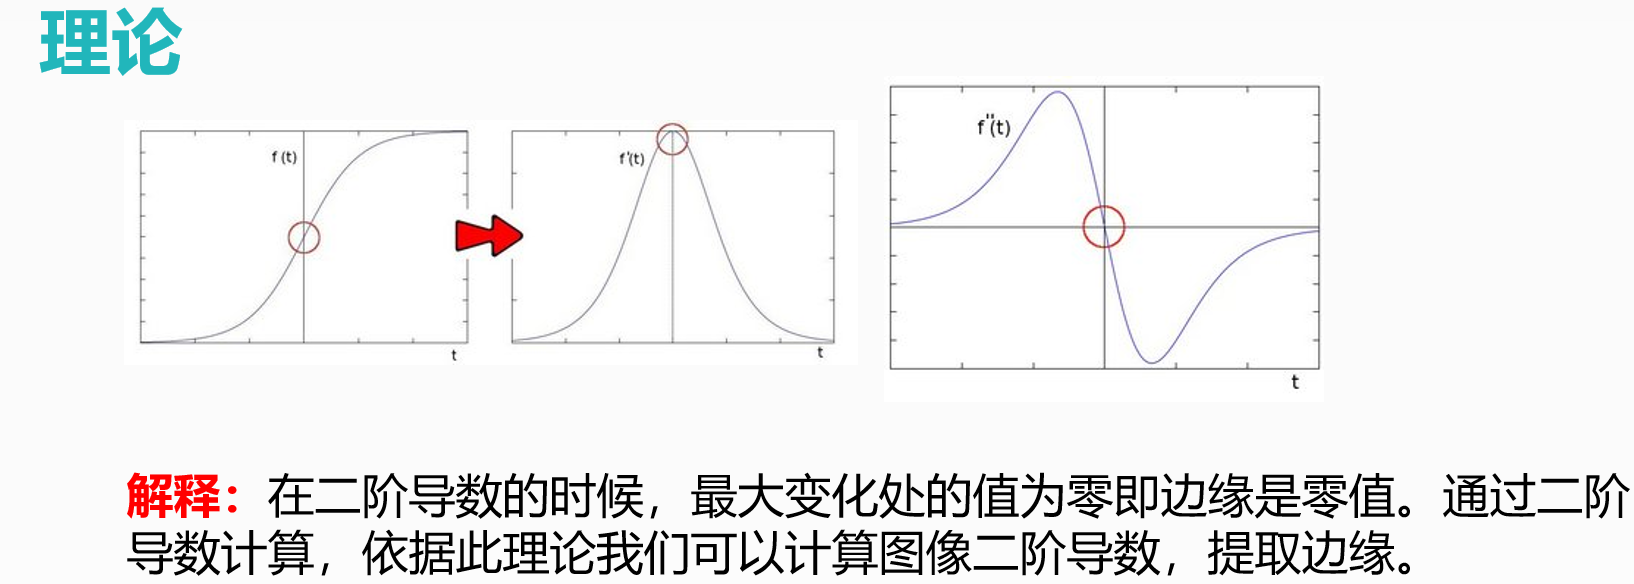 理论
f (t)
t
f'(t)
t
f''(t)
t
解释：在二阶导数的时候，最大变化处的值为零即边缘是零值。通过二阶
导数计算，依据此理论我们可以计算图像二阶导数，提取边缘。